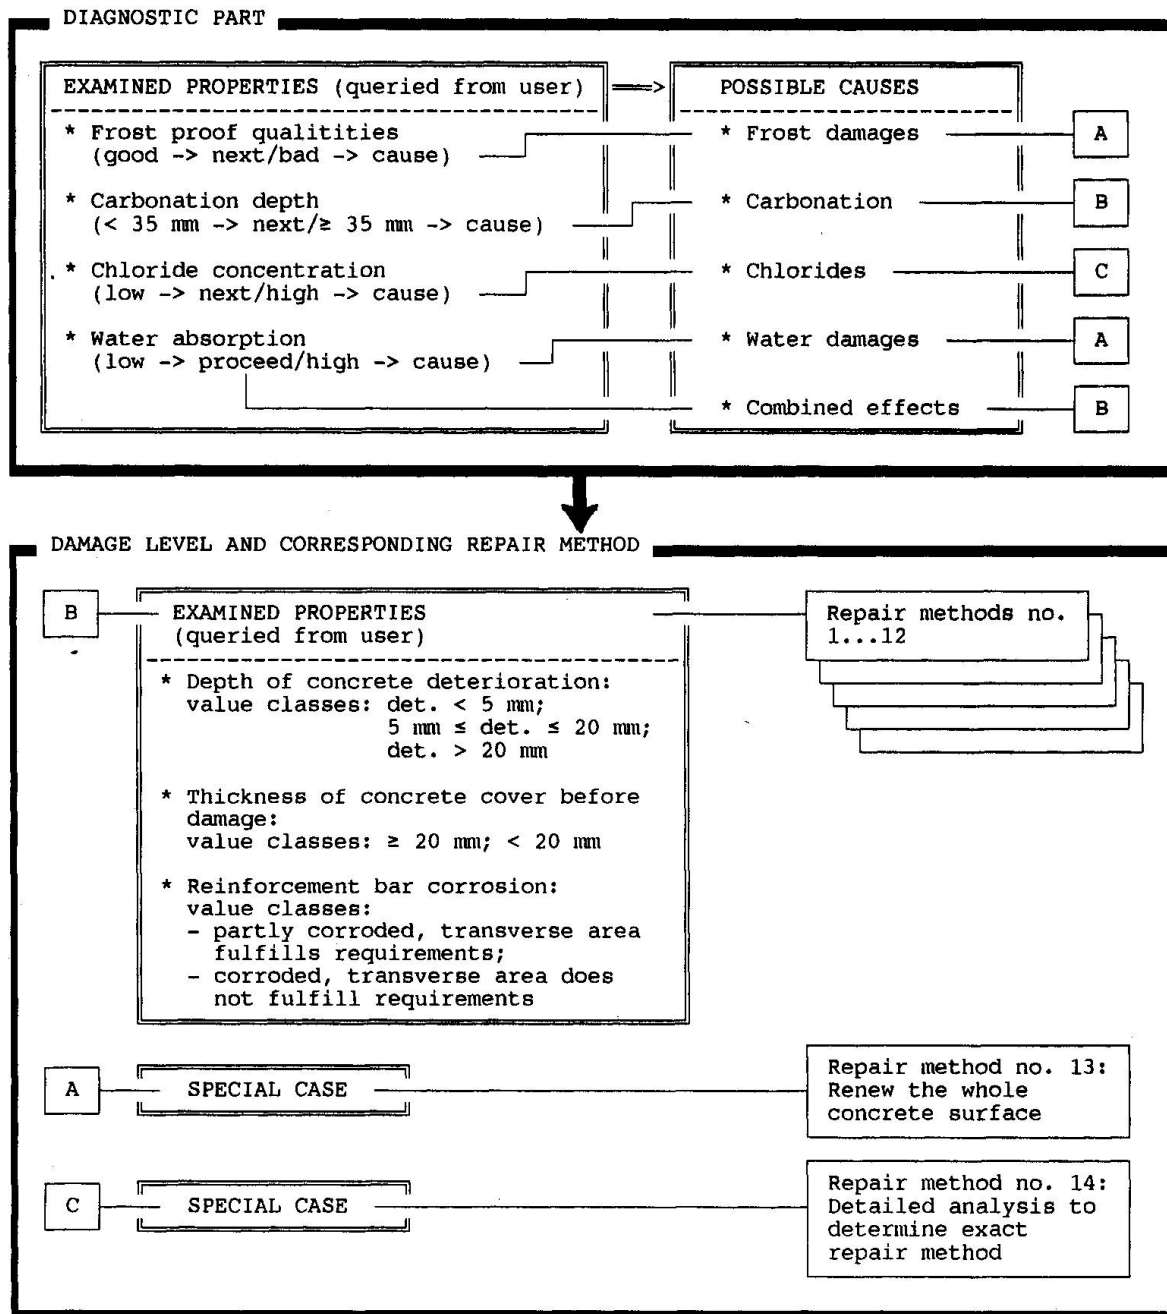 DIAGNOSTIC PART
EXAMINED PROPERTIES (queried from user) ==> POSSIBLE CAUSES
* Frost proof qualitities
(good -> next/bad -> cause)
* Frost damages
A
* Carbonation depth
(< 35 mm -> next/≥ 35 mm -> cause)
* Carbonation
B
* Chloride concentration
(low -> next/high -> cause)
* Chlorides
C
* Water absorption
(low -> proceed/high -> cause)
* Water damages
A
* Combined effects
B
DAMAGE LEVEL AND CORRESPONDING REPAIR METHOD
B
EXAMINED PROPERTIES
(queried from user)
* Depth of concrete deterioration:
value classes: det. < 5 mm;
5 mm ≤ det. ≤ 20 mm;
det. > 20 mm
* Thickness of concrete cover before
damage:
value classes: ≥ 20 mm; < 20 mm
* Reinforcement bar corrosion:
value classes:
- partly corroded, transverse area
fulfills requirements;
- corroded, transverse area does
not fulfill requirements
Repair methods no.
1...12
A
SPECIAL CASE
Repair method no. 13:
Renew the whole
concrete surface
C
SPECIAL CASE
Repair method no. 14:
Detailed analysis to
determine exact
repair method